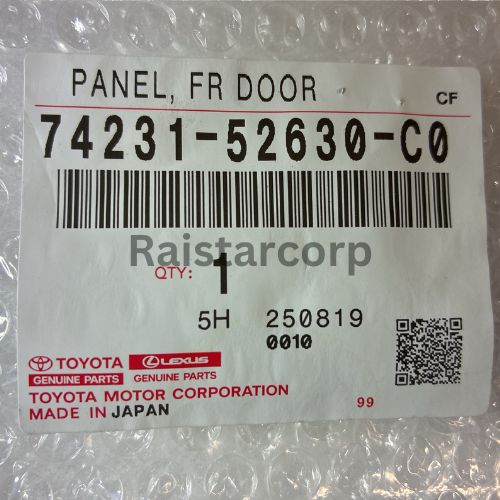 PANEL, FR DOOR
CF
74231-52630-C0
Raistarcorp
QTY: 1
5H 250819
0010
TOYOTA LEXUS
GENUINE PARTS GENUINE PARTS
TOYOTA MOTOR CORPORATION
MADE IN JAPAN
99